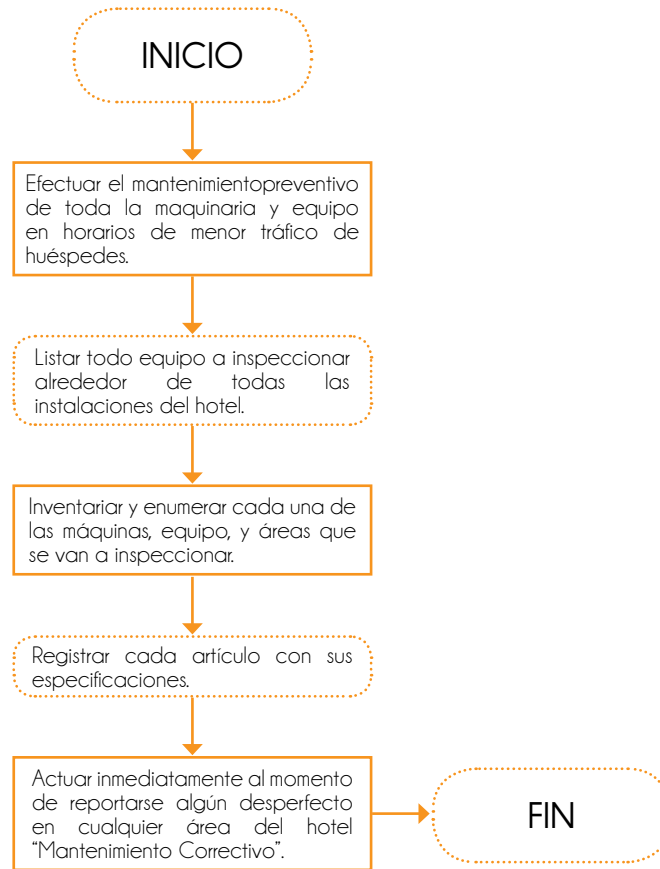 INICIO
Efectuar el mantenimientopreventivo
de toda la maquinaria y equipo
en horarios de menor tráfico de
huéspedes.
Listar todo equipo a inspeccionar
alrededor de todas las
instalaciones del hotel.
Inventariar y enumerar cada una de
las máquinas, equipo, y áreas que
se van a inspeccionar.
Registrar cada artículo con sus
especificaciones.
Actuar inmediatamente al momento
de reportarse algún desperfecto
en cualquier área del hotel
“Mantenimiento Correctivo”.
FIN